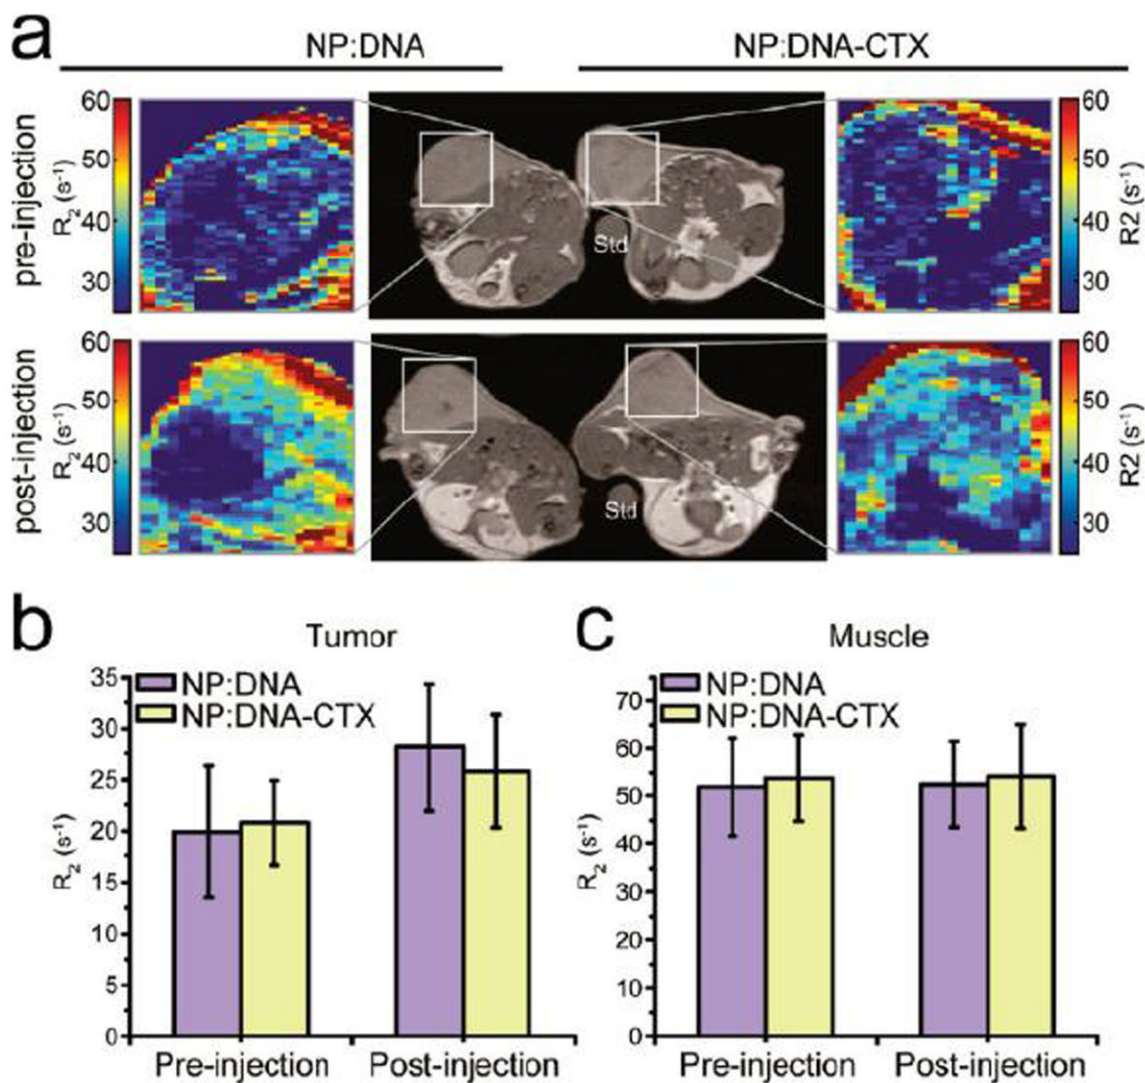 a
NP:DNA NP:DNA-CTX
pre-injection
R2 (s-1)
60
50
40
30
Std
60
50
40
30
R2 (s-1)
post-injection
R2 (s-1)
60
50
40
30
Std
60
50
40
30
R2 (s-1)
b
Tumor
NP:DNA
NP:DNA-CTX
R2 (s-1)
35
30
25
20
15
10
5
0
Pre-injection Post-injection
c
Muscle
NP:DNA
NP:DNA-CTX
R2 (s-1)
70
60
50
40
30
20
10
0
Pre-injection Post-injection